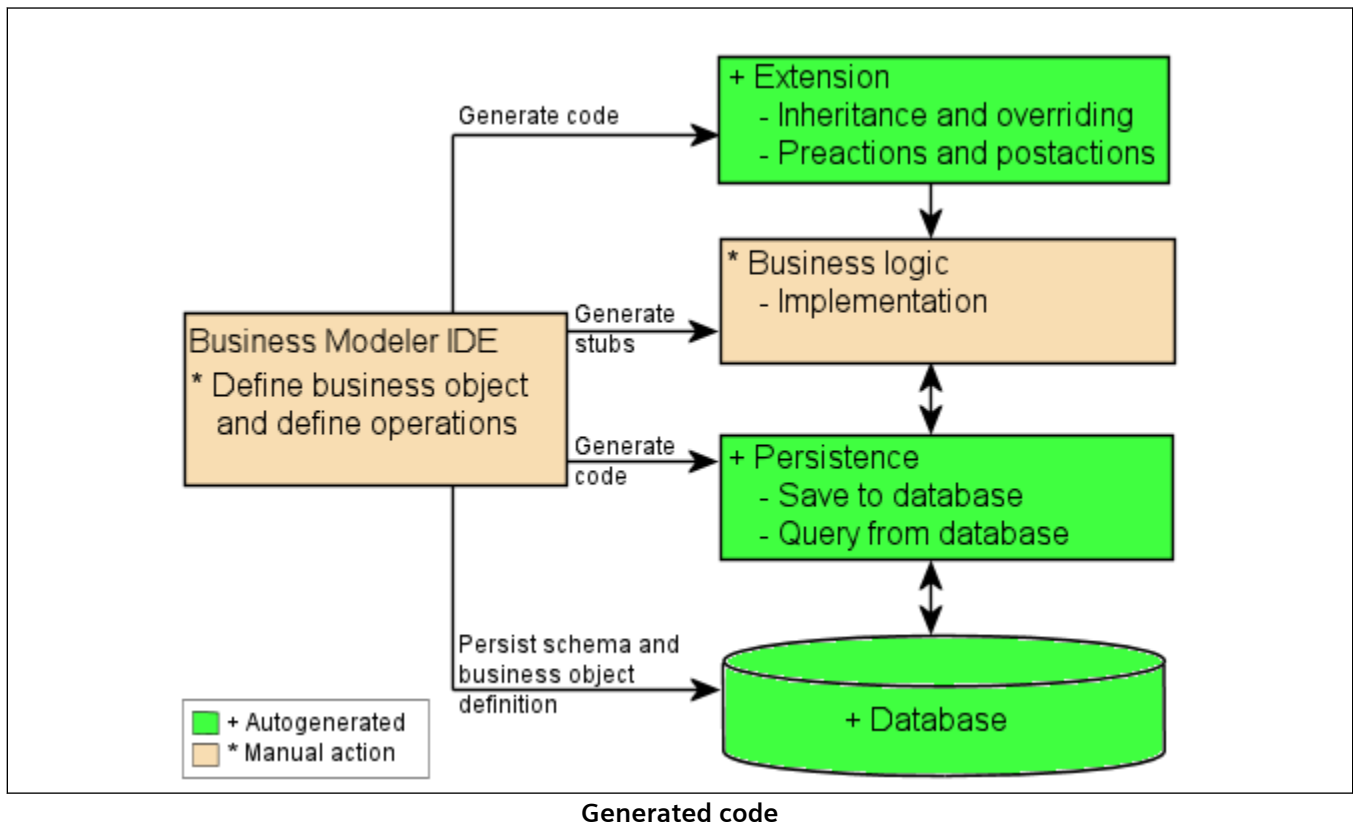 + Extension
- Inheritance and overriding
- Preactions and postactions
Generate code
* Business logic
- Implementation
Generate
stubs
Business Modeler IDE
* Define business object
and define operations
Generate
code
+ Persistence
- Save to database
- Query from database
Persist schema and
business object
definition
+ Database
+ Autogenerated
* Manual action
Generated code